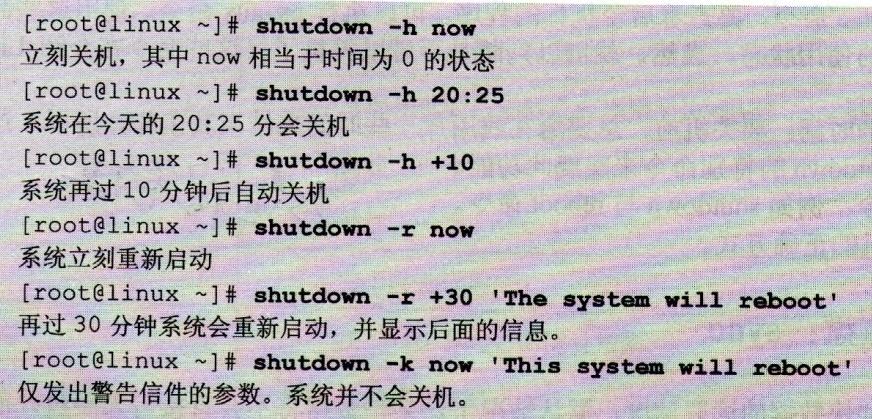 [root@linux ~]# shutdown -h now
立刻关机，其中 now 相当于时间为 0 的状态
[root@linux ~]# shutdown -h 20:25
系统在今天的 20:25 分会关机
[root@linux ~]# shutdown -h +10
系统再过 10 分钟后自动关机
[root@linux ~]# shutdown -r now
系统立刻重新启动
[root@linux ~]# shutdown -r +30 'The system will reboot'
再过 30 分钟系统会重新启动，并显示后面的信息。
[root@linux ~]# shutdown -k now 'This system will reboot'
仅发出警告信件的参数。系统并不会关机。